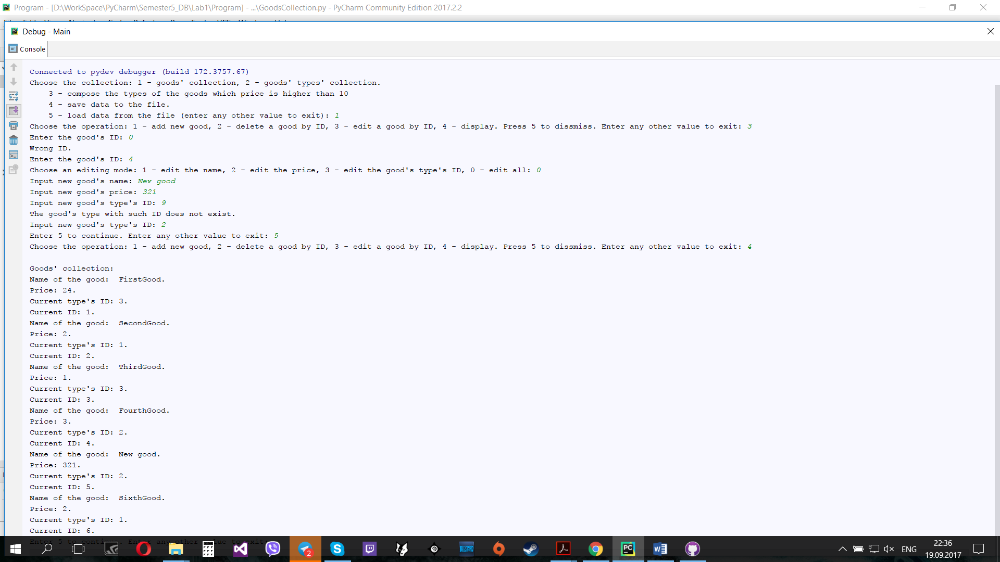 Program - [D:\WorkSpace\PyCharm\Semester5_DB\Lab1\Program] - ...\GoodsCollection.py - PyCharm Community Edition 2017.2.2
Debug - Main
Console
Connected to pydev debugger (build 172.3757.67)
Choose the collection: 1 - goods' collection, 2 - goods' types' collection.
3 - compose the types of the goods which price is higher than 10
4 - save data to the file.
5 - load data from the file (enter any other value to exit): 1
Choose the operation: 1 - add new good, 2 - delete a good by ID, 3 - edit a good by ID, 4 - display. Press 5 to dissmiss. Enter any other value to exit: 3
Enter the good's ID: 0
Wrong ID.
Enter the good's ID: 4
Choose an editing mode: 1 - edit the name, 2 - edit the price, 3 - edit the good's type's ID, 0 - edit all: 0
Input new good's name: New good
Input new good's price: 321
Input new good's type's ID: 9
The good's type with such ID does not exist.
Input new good's type's ID: 2
Enter 5 to continue. Enter any other value to exit: 5
Choose the operation: 1 - add new good, 2 - delete a good by ID, 3 - edit a good by ID, 4 - display. Press 5 to dissmiss. Enter any other value to exit: 4
Goods' collection:
Name of the good:  FirstGood.
Price: 24.
Current type's ID: 3.
Current ID: 1.
Name of the good:  SecondGood.
Price: 2.
Current type's ID: 1.
Current ID: 2.
Name of the good:  ThirdGood.
Price: 1.
Current type's ID: 3.
Current ID: 3.
Name of the good:  FourthGood.
Price: 3.
Current type's ID: 2.
Current ID: 4.
Name of the good:  New good.
Price: 321.
Current type's ID: 2.
Current ID: 5.
Name of the good:  SixthGood.
Price: 2.
Current type's ID: 1.
Current ID: 6.
Enter 5 to continue. Enter any other value to exit:
2
BLIZZARD
PC
ENG
22:36
19.09.2017